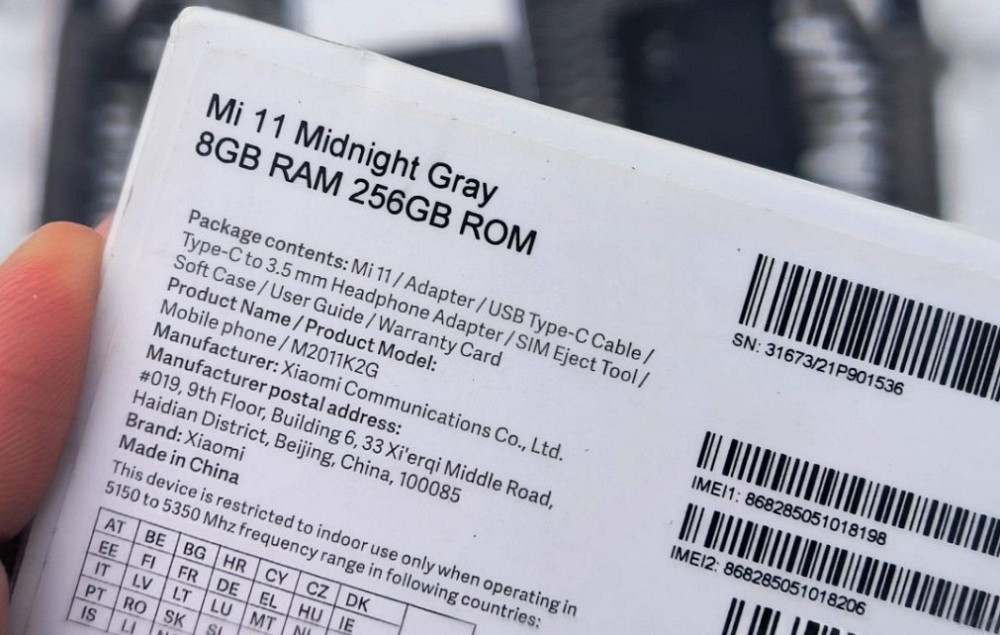 Mi 11 Midnight Gray
8GB RAM 256GB ROM
Package contents: Mi 11 / Adapter / USB Type-C Cable /
Type-C to 3.5 mm Headphone Adapter / SIM Eject Tool /
Soft Case / User Guide / Warranty Card
Product Name / Product Model:
Mobile phone / M2011K2G
Manufacturer: Xiaomi Communications Co., Ltd.
Manufacturer postal address:
#019, 9th Floor, Building 6, 33 Xi'erqi Middle Road,
Haidian District, Beijing, China, 100085
Brand: Xiaomi
Made in China
This device is restricted to indoor use only when operating in
5150 to 5350 Mhz frequency range in following countries:
AT BE BG HR CY CZ DK
EE FI FR DE EL HU IE
IT LV LT LU MT
PT RO SK
IS LI
SN: 31673/21P901536
IMEI1: 868285051018198
IMEI2: 868285051018206